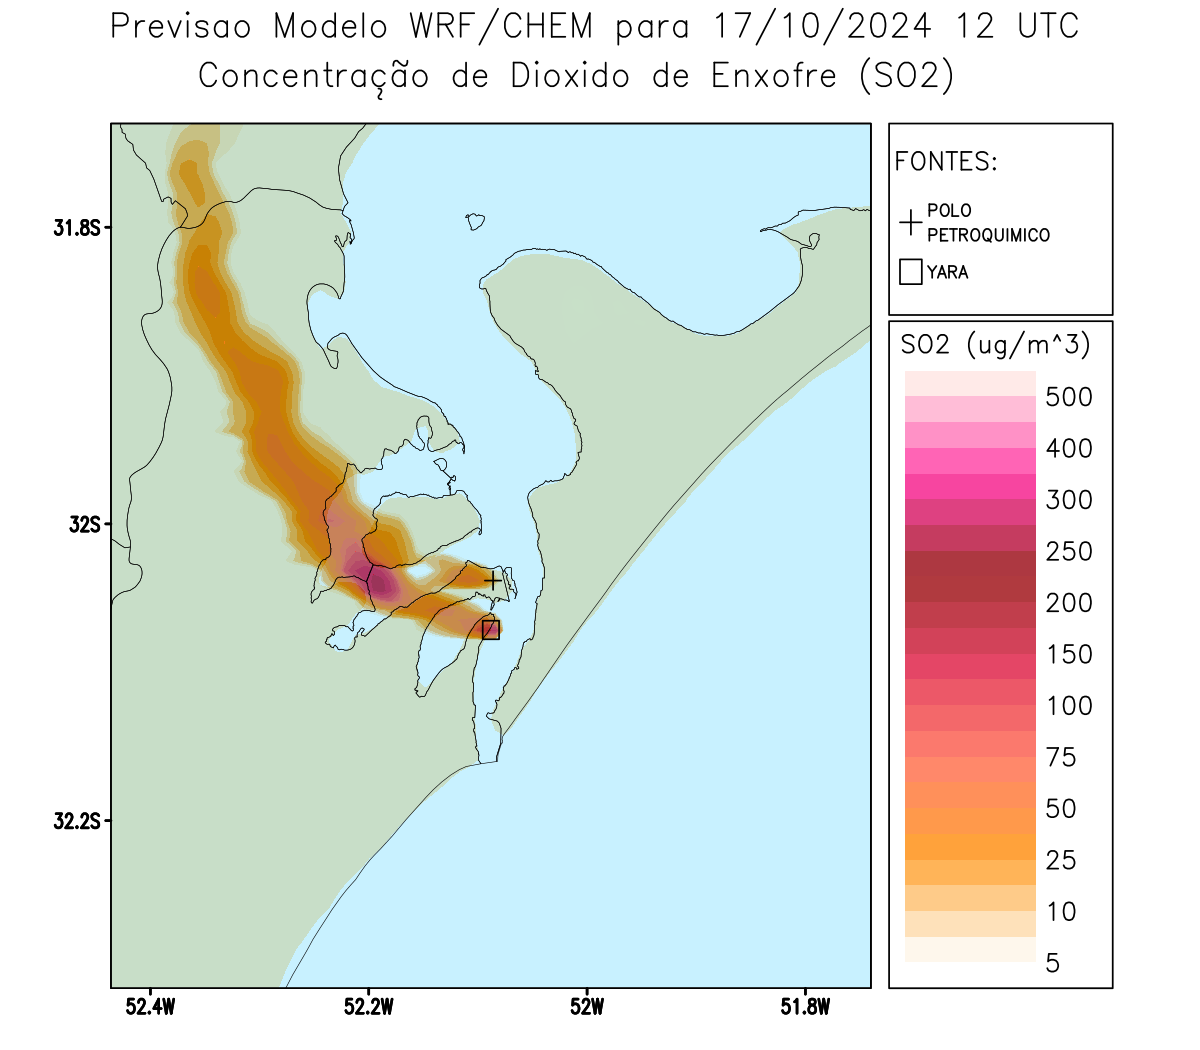 Previsao Modelo WRF/CHEM para 17/10/2024 12 UTC
Concentração de Dioxido de Enxofre (SO2)
FONTES:
POLO
PETROQUIMICO
YARA
31.8S
32S
32.2S
52.4W
52.2W
52W
51.8W
SO2 (ug/m^3)
500
400
300
250
200
150
100
75
50
25
10
5